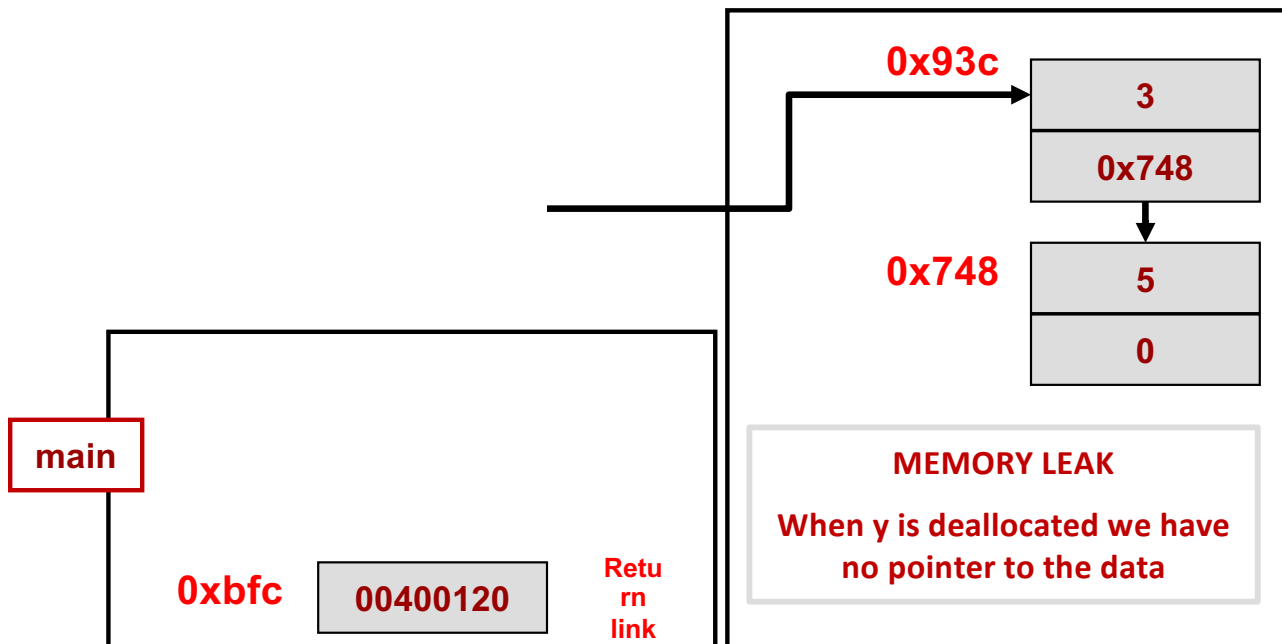 0x93c
3
0x748
0x748
5
0
main
MEMORY LEAK
When y is deallocated we have
no pointer to the data
0xbfc
00400120
Retu
rn
link